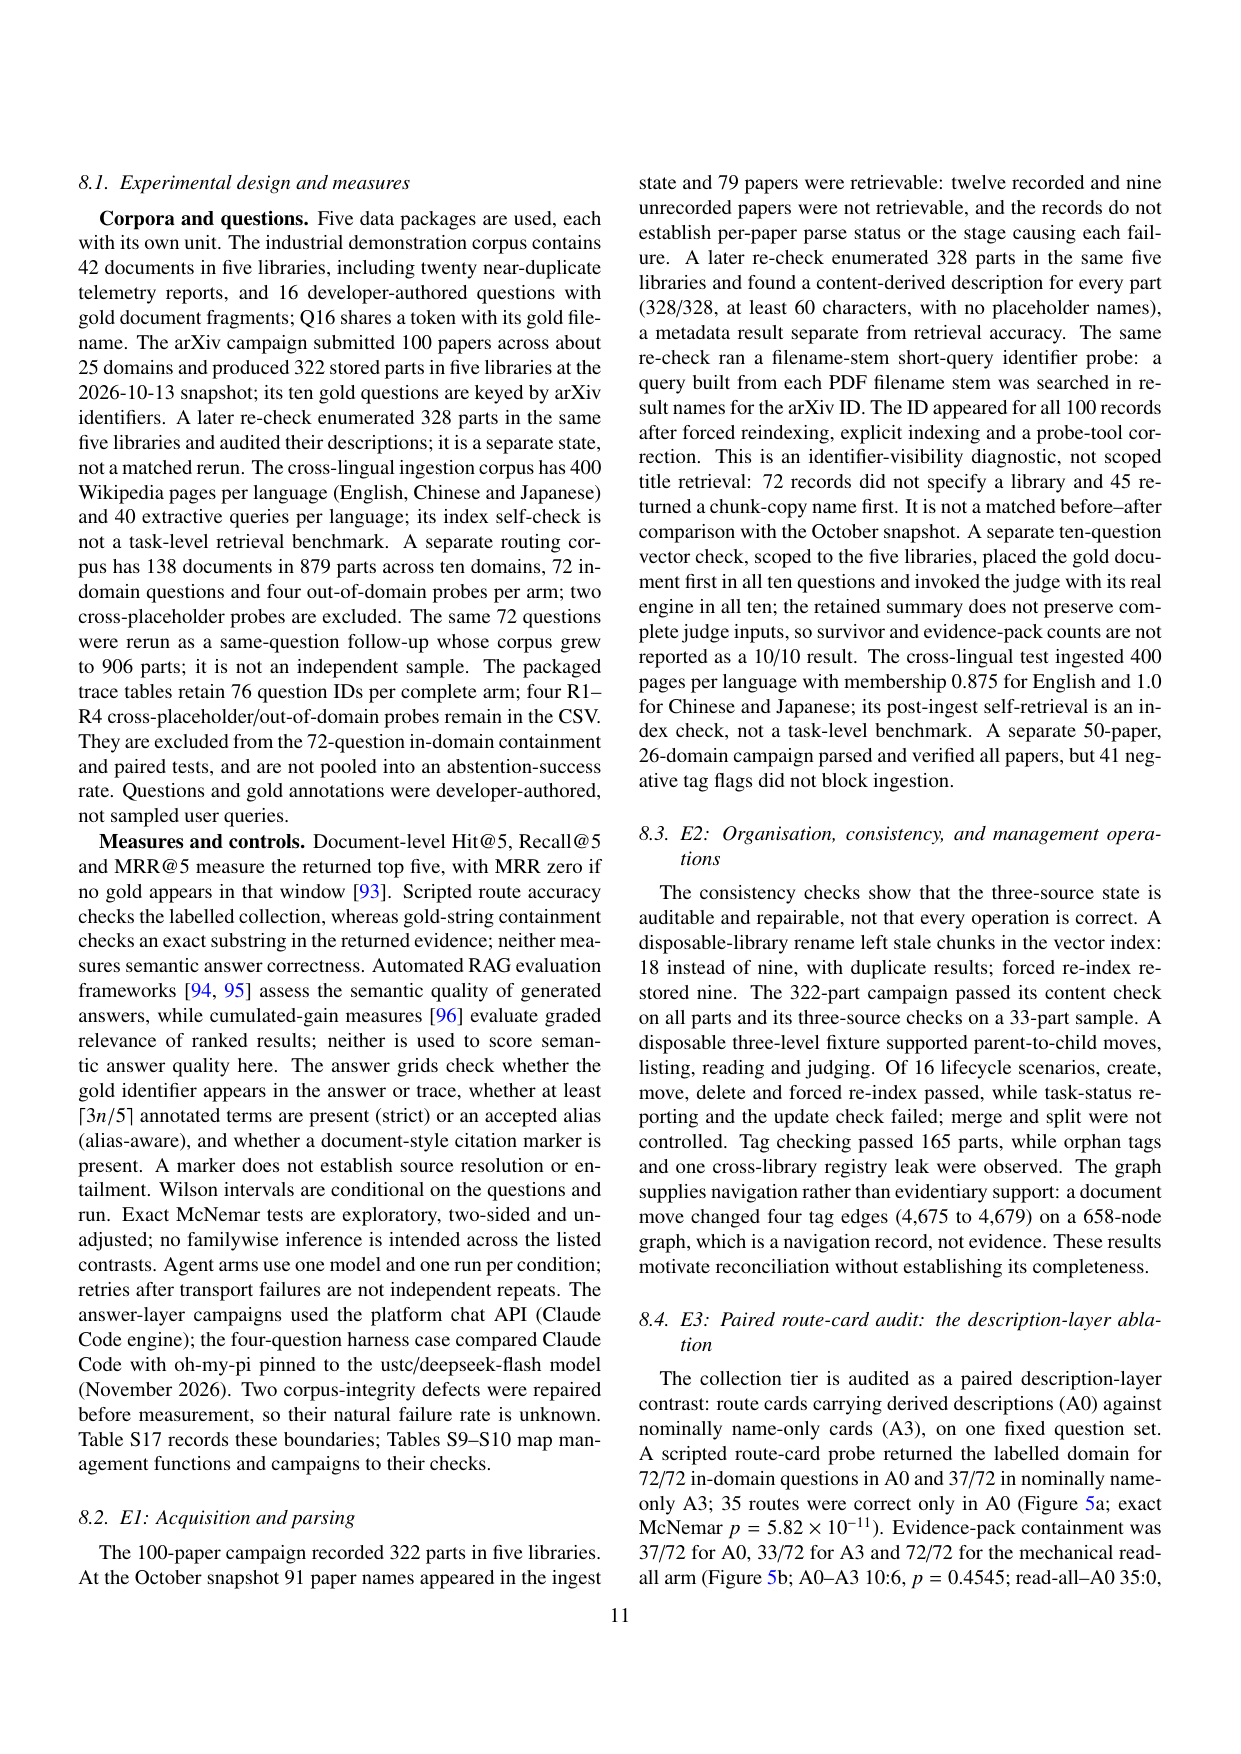 8.1. Experimental design and measures
Corpora and questions. Five data packages are used, each
with its own unit. The industrial demonstration corpus contains
42 documents in five libraries, including twenty near-duplicate
telemetry reports, and 16 developer-authored questions with
gold document fragments; Q16 shares a token with its gold file-
name. The arXiv campaign submitted 100 papers across about
25 domains and produced 322 stored parts in five libraries at the
2026-10-13 snapshot; its ten gold questions are keyed by arXiv
identifiers. A later re-check enumerated 328 parts in the same
five libraries and audited their descriptions; it is a separate state,
not a matched rerun. The cross-lingual ingestion corpus has 400
Wikipedia pages per language (English, Chinese and Japanese)
and 40 extractive queries per language; its index self-check is
not a task-level retrieval benchmark. A separate routing cor-
pus has 138 documents in 879 parts across ten domains, 72 in-
domain questions and four out-of-domain probes per arm; two
cross-placeholder probes are excluded. The same 72 questions
were rerun as a same-question follow-up whose corpus grew
to 906 parts; it is not an independent sample. The packaged
trace tables retain 76 question IDs per complete arm; four R1–
R4 cross-placeholder/out-of-domain probes remain in the CSV.
They are excluded from the 72-question in-domain containment
and paired tests, and are not pooled into an abstention-success
rate. Questions and gold annotations were developer-authored,
not sampled user queries.
Measures and controls. Document-level Hit@5, Recall@5
and MRR@5 measure the returned top five, with MRR zero if
no gold appears in that window [93]. Scripted route accuracy
checks the labelled collection, whereas gold-string containment
checks an exact substring in the returned evidence; neither mea-
sures semantic answer correctness. Automated RAG evaluation
frameworks [94, 95] assess the semantic quality of generated
answers, while cumulated-gain measures [96] evaluate graded
relevance of ranked results; neither is used to score seman-
tic answer quality here. The answer grids check whether the
gold identifier appears in the answer or trace, whether at least
⌈3n/5⌉ annotated terms are present (strict) or an accepted alias
(alias-aware), and whether a document-style citation marker is
present. A marker does not establish source resolution or en-
tailment. Wilson intervals are conditional on the questions and
run. Exact McNemar tests are exploratory, two-sided and un-
adjusted; no familywise inference is intended across the listed
contrasts. Agent arms use one model and one run per condition;
retries after transport failures are not independent repeats. The
answer-layer campaigns used the platform chat API (Claude
Code engine); the four-question harness case compared Claude
Code with oh-my-pi pinned to the ustc/deepseek-flash model
(November 2026). Two corpus-integrity defects were repaired
before measurement, so their natural failure rate is unknown.
Table S17 records these boundaries; Tables S9–S10 map man-
agement functions and campaigns to their checks.
8.2. E1: Acquisition and parsing
The 100-paper campaign recorded 322 parts in five libraries.
At the October snapshot 91 paper names appeared in the ingest
state and 79 papers were retrievable: twelve recorded and nine
unrecorded papers were not retrievable, and the records do not
establish per-paper parse status or the stage causing each fail-
ure. A later re-check enumerated 328 parts in the same five
libraries and found a content-derived description for every part
(328/328, at least 60 characters, with no placeholder names),
a metadata result separate from retrieval accuracy. The same
re-check ran a filename-stem short-query identifier probe: a
query built from each PDF filename stem was searched in re-
sult names for the arXiv ID. The ID appeared for all 100 records
after forced reindexing, explicit indexing and a probe-tool cor-
rection. This is an identifier-visibility diagnostic, not scoped
title retrieval: 72 records did not specify a library and 45 re-
turned a chunk-copy name first. It is not a matched before–after
comparison with the October snapshot. A separate ten-question
vector check, scoped to the five libraries, placed the gold docu-
ment first in all ten questions and invoked the judge with its real
engine in all ten; the retained summary does not preserve com-
plete judge inputs, so survivor and evidence-pack counts are not
reported as a 10/10 result. The cross-lingual test ingested 400
pages per language with membership 0.875 for English and 1.0
for Chinese and Japanese; its post-ingest self-retrieval is an in-
dex check, not a task-level benchmark. A separate 50-paper,
26-domain campaign parsed and verified all papers, but 41 neg-
ative tag flags did not block ingestion.
8.3. E2: Organisation, consistency, and management opera-
tions
The consistency checks show that the three-source state is
auditable and repairable, not that every operation is correct. A
disposable-library rename left stale chunks in the vector index:
18 instead of nine, with duplicate results; forced re-index re-
stored nine. The 322-part campaign passed its content check
on all parts and its three-source checks on a 33-part sample. A
disposable three-level fixture supported parent-to-child moves,
listing, reading and judging. Of 16 lifecycle scenarios, create,
move, delete and forced re-index passed, while task-status re-
porting and the update check failed; merge and split were not
controlled. Tag checking passed 165 parts, while orphan tags
and one cross-library registry leak were observed. The graph
supplies navigation rather than evidentiary support: a document
move changed four tag edges (4,675 to 4,679) on a 658-node
graph, which is a navigation record, not evidence. These results
motivate reconciliation without establishing its completeness.
8.4. E3: Paired route-card audit: the description-layer abla-
tion
The collection tier is audited as a paired description-layer
contrast: route cards carrying derived descriptions (A0) against
nominally name-only cards (A3), on one fixed question set.
A scripted route-card probe returned the labelled domain for
72/72 in-domain questions in A0 and 37/72 in nominally name-
only A3; 35 routes were correct only in A0 (Figure 5a; exact
McNemar p = 5.82 × 10⁻¹¹). Evidence-pack containment was
37/72 for A0, 33/72 for A3 and 72/72 for the mechanical read-
all arm (Figure 5b; A0–A3 10:6, p = 0.4545; read-all–A0 35:0,
11